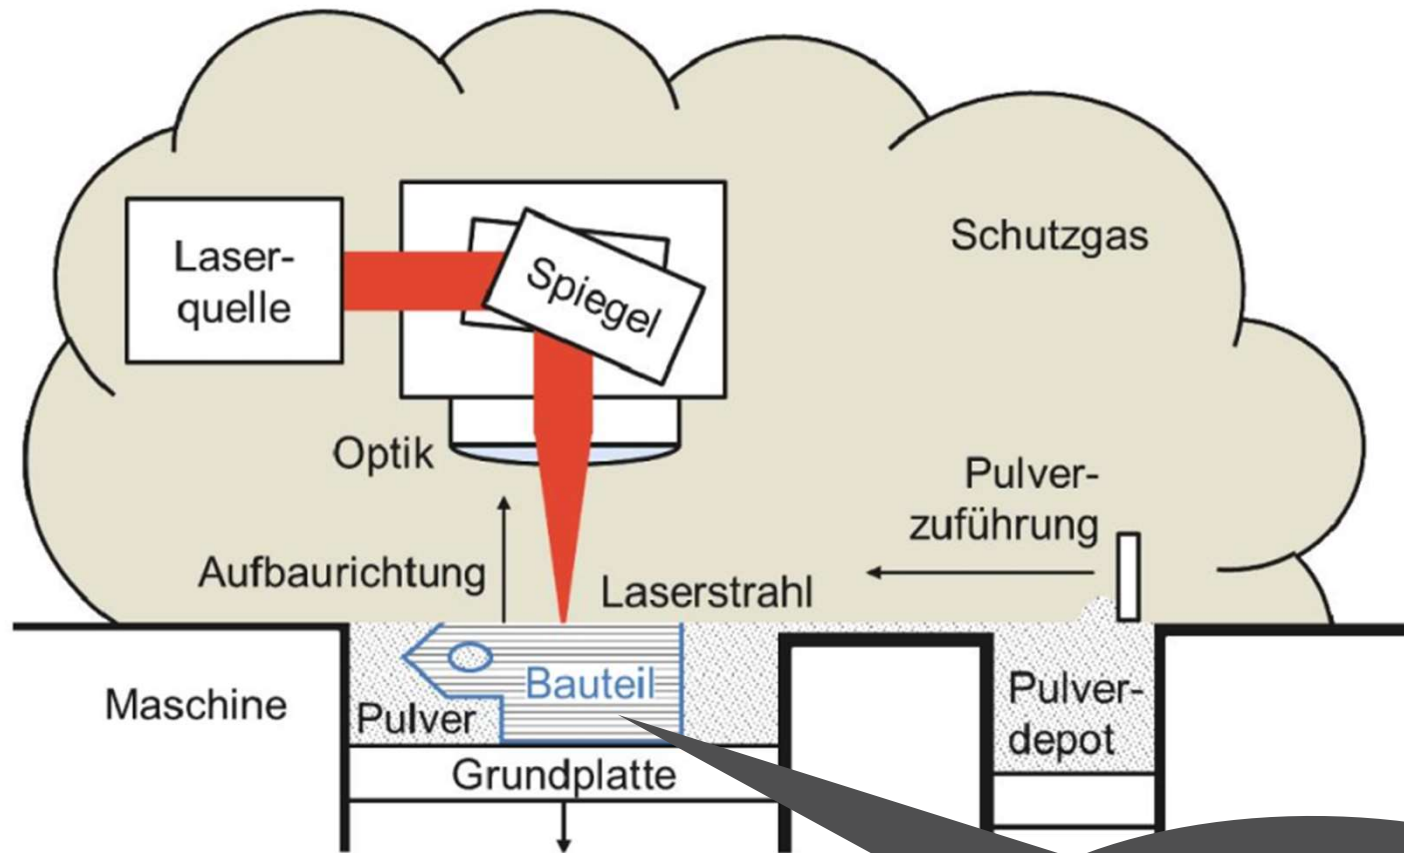 Laser-
quelle
Spiegel
Schutzgas
Optik
Pulver-
zuführung
Aufbaurichtung
Laserstrahl
Maschine
Pulver
Bauteil
Pulver-
depot
Grundplatte